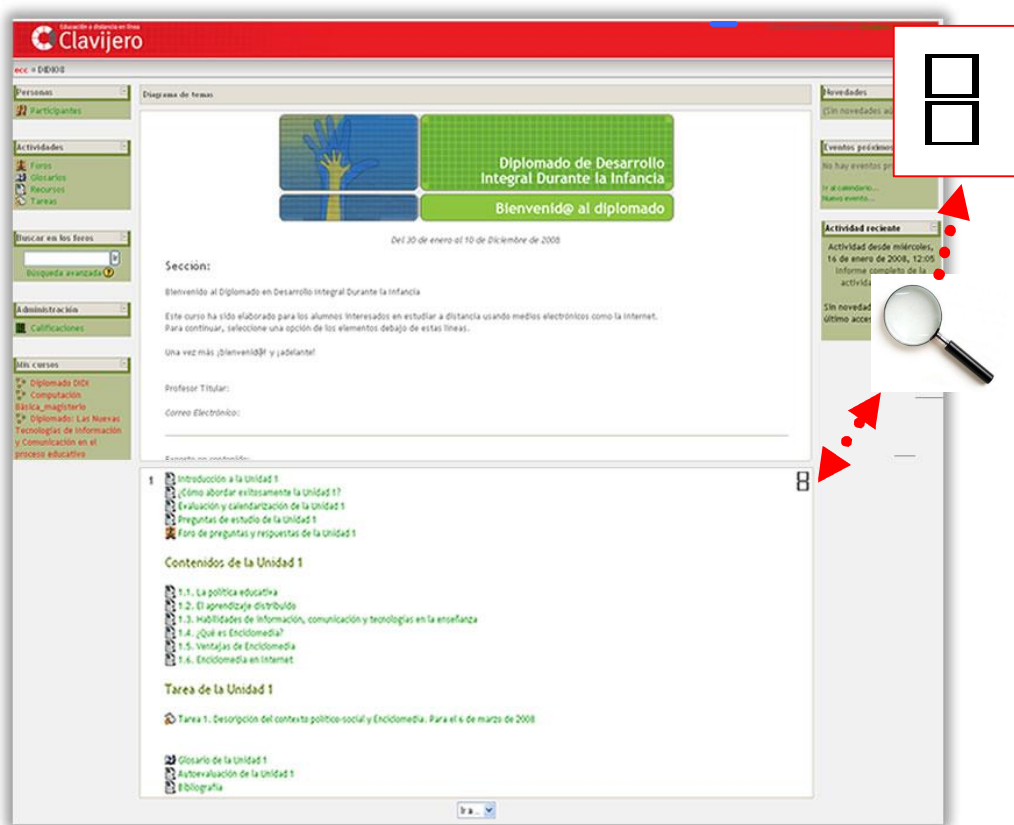 Educación a distancia en línea
Clavijero
ecc » DIDI08
Personas
Participantes
Actividades
Foros
Glosarios
Recursos
Tareas
Buscar en los foros
Ir
Búsqueda avanzada
Administración
Calificaciones
Mis cursos
Diplomado DIDI
Computación
Básica_magisterio
Diplomado: Las Nuevas
Tecnologías de Información
y Comunicación en el
proceso educativo
Diagrama de temas
Diplomado de Desarrollo
Integral Durante la Infancia
Bienvenid@ al diplomado
Del 30 de enero al 10 de Diciembre de 2008
Sección:
Bienvenido al Diplomado en Desarrollo Integral Durante la Infancia
Este curso ha sido elaborado para los alumnos interesados en estudiar a distancia usando medios electrónicos como la Internet.
Para continuar, seleccione una opción de los elementos debajo de estas líneas.
Una vez más ¡bienvenid@! y ¡adelante!
Profesor Titular:
Correo Electrónico:
Experto en contenido:
1
Introducción a la Unidad 1
¿Cómo abordar exitosamente la Unidad 1?
Evaluación y calendarización de la Unidad 1
Preguntas de estudio de la Unidad 1
Foro de preguntas y respuestas de la Unidad 1
Contenidos de la Unidad 1
1.1. La política educativa
1.2. El aprendizaje distribuido
1.3. Habilidades de información, comunicación y tecnologías en la enseñanza
1.4. ¿Qué es Enciclomedia?
1.5. Ventajas de Enciclomedia
1.6. Enciclomedia en Internet
Tarea de la Unidad 1
Tarea 1. Descripción del contexto político-social y Enciclomedia. Para el 6 de marzo de 2008
Glosario de la Unidad 1
Autoevaluación de la Unidad 1
Bibliografía
Ir a...
Novedades
(Sin novedades aú
Eventos próximos
No hay eventos pr
Ir al calendario...
Nuevo evento...
Actividad reciente
Actividad desde miércoles,
16 de enero de 2008, 12:05
Informe completo de la
activida
Sin novedad
último acces